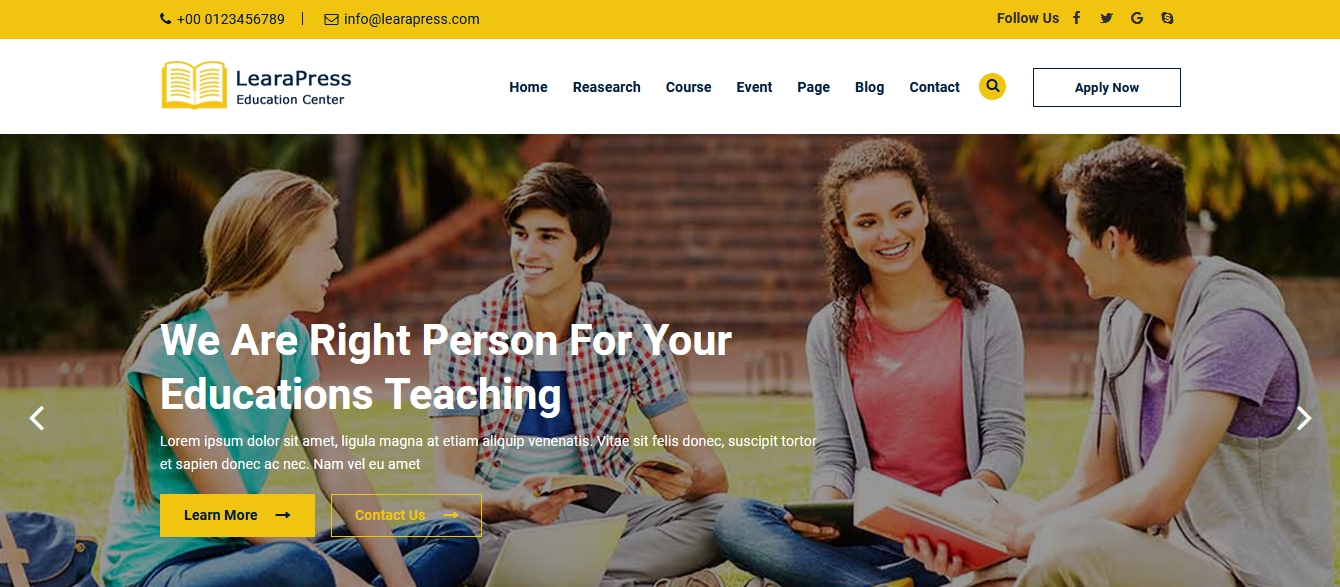 +00 0123456789
info@learapress.com
Follow Us
LearaPress
Education Center
Home
Reasearch
Course
Event
Page
Blog
Contact
Apply Now
We Are Right Person For Your
Educations Teaching
Lorem ipsum dolor sit amet, ligula magna at etiam aliquip venenatis. Vitae sit felis donec, suscipit tortor
et sapien donec ac nec. Nam vel eu amet
Learn More
Contact Us